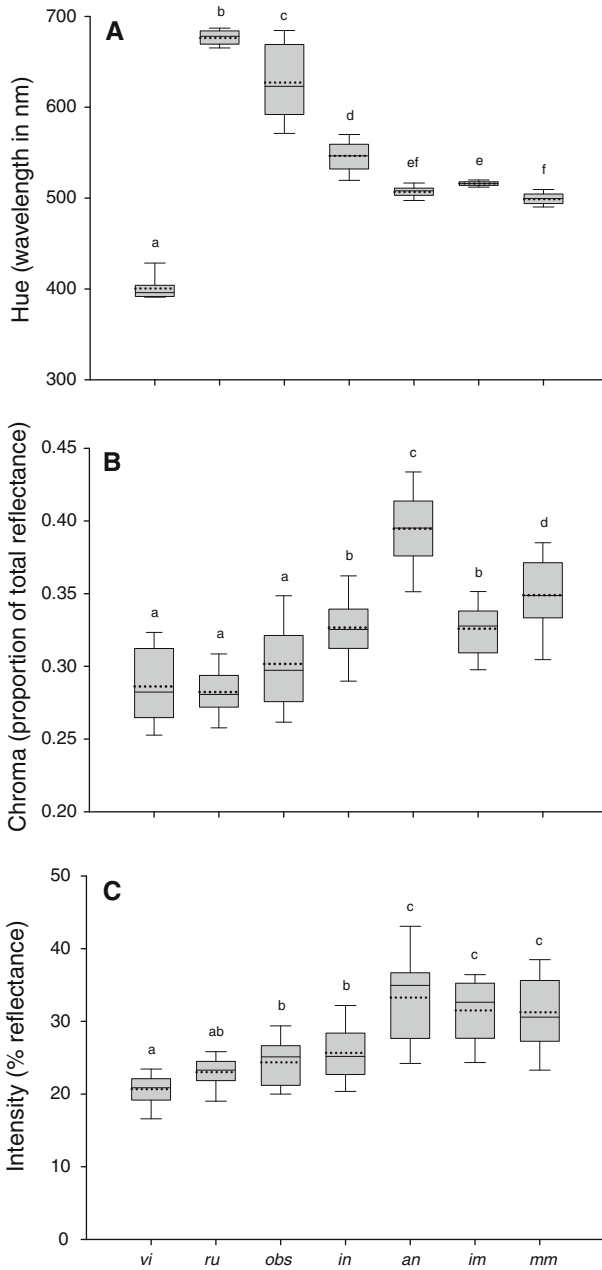 A
Hue (wavelength in nm)
700
600
500
400
300
a
b
c
d
ef
e
f
B
Chroma (proportion of total reflectance)
0.45
0.40
0.35
0.30
0.25
0.20
a
a
a
b
c
b
d
C
Intensity (% reflectance)
50
40
30
20
10
0
a
ab
b
b
c
c
c
vi ru obs in an im mm